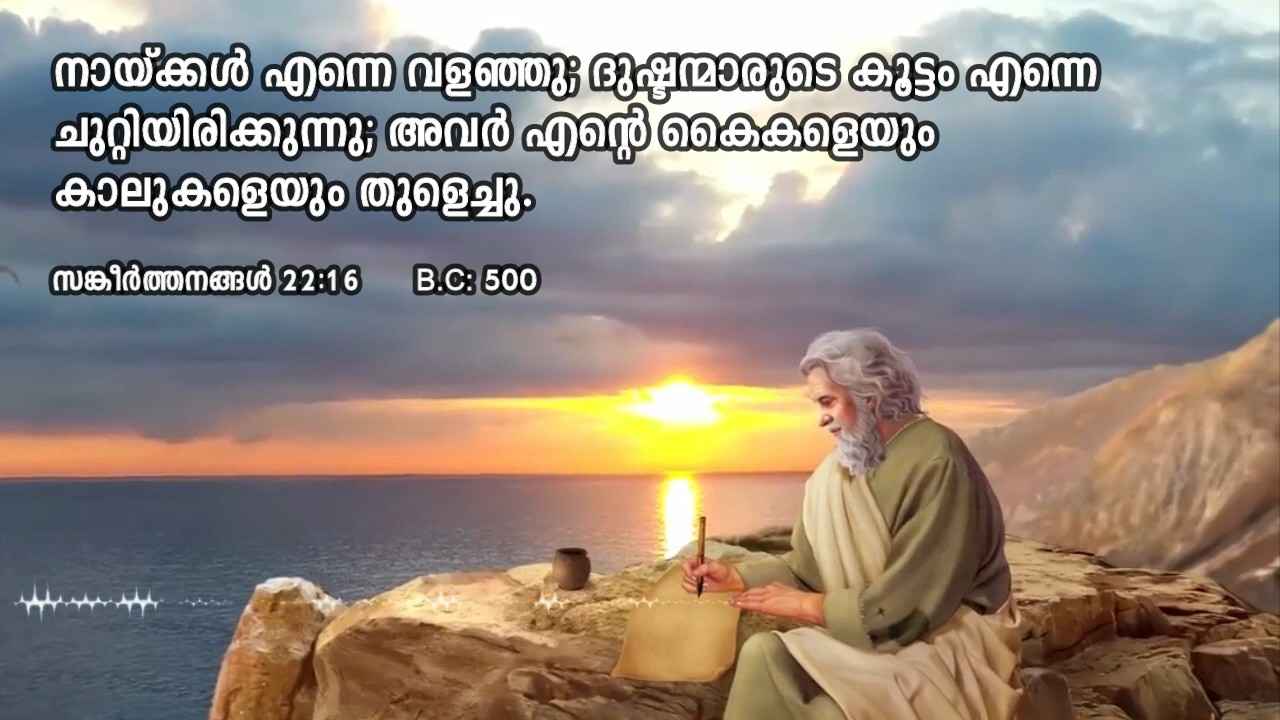 നായ്ക്കൾ എന്നെ വളഞ്ഞു; ദുഷ്ടന്മാരുടെ കൂട്ടം എന്നെ
ചുറ്റിയിരിക്കുന്നു; അവർ എന്റെ കൈകളെയും
കാലുകളെയും തുളെച്ചു.
സങ്കീർത്തനങ്ങൾ 22:16 B.C: 500